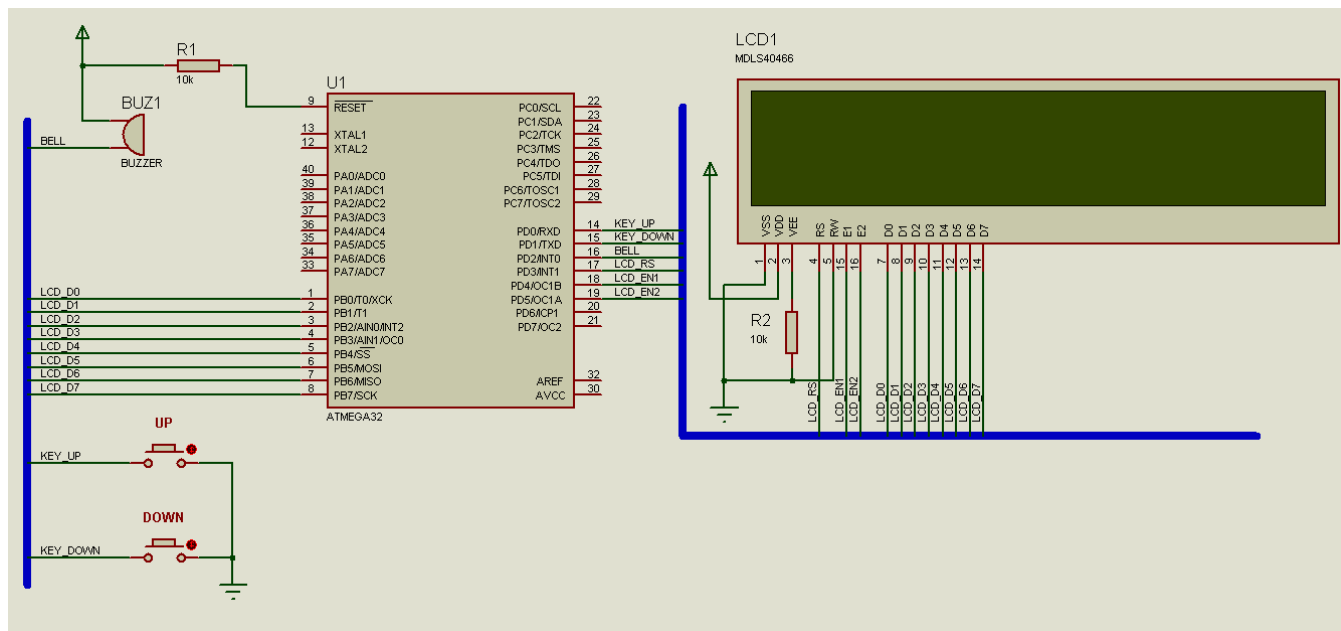 R1
10k
BUZ1
BUZZER
BELL
U1
9 RESET
13 XTAL1
12 XTAL2
40 PA0/ADC0
39 PA1/ADC1
38 PA2/ADC2
37 PA3/ADC3
36 PA4/ADC4
35 PA5/ADC5
34 PA6/ADC6
33 PA7/ADC7
LCD_D0 1 PB0/T0/XCK
LCD_D1 2 PB1/T1
LCD_D2 3 PB2/AIN0/INT2
LCD_D3 4 PB3/AIN1/OC0
LCD_D4 5 PB4/SS
LCD_D5 6 PB5/MOSI
LCD_D6 7 PB6/MISO
LCD_D7 8 PB7/SCK
PC0/SCL 22
PC1/SDA 23
PC2/TCK 24
PC3/TMS 25
PC4/TDO 26
PC5/TDI 27
PC6/TOSC1 28
PC7/TOSC2 29
PD0/RXD 14 KEY_UP
PD1/TXD 15 KEY_DOWN
PD2/INT0 16 BELL
PD3/INT1 17 LCD_RS
PD4/OC1B 18 LCD_EN1
PD5/OC1A 19 LCD_EN2
PD6/ICP1 20
PD7/OC2 21
AREF 32
AVCC 30
ATMEGA32
UP
KEY_UP
DOWN
KEY_DOWN
LCD1
MDLS40466
VSS VDD VEE RS RW E1 E2 D0 D1 D2 D3 D4 D5 D6 D7
1 2 3 4 5 15 16 7 8 9 10 11 12 13 14
R2
10k
LCD_RS LCD_EN1 LCD_EN2 LCD_D0 LCD_D1 LCD_D2 LCD_D3 LCD_D4 LCD_D5 LCD_D6 LCD_D7